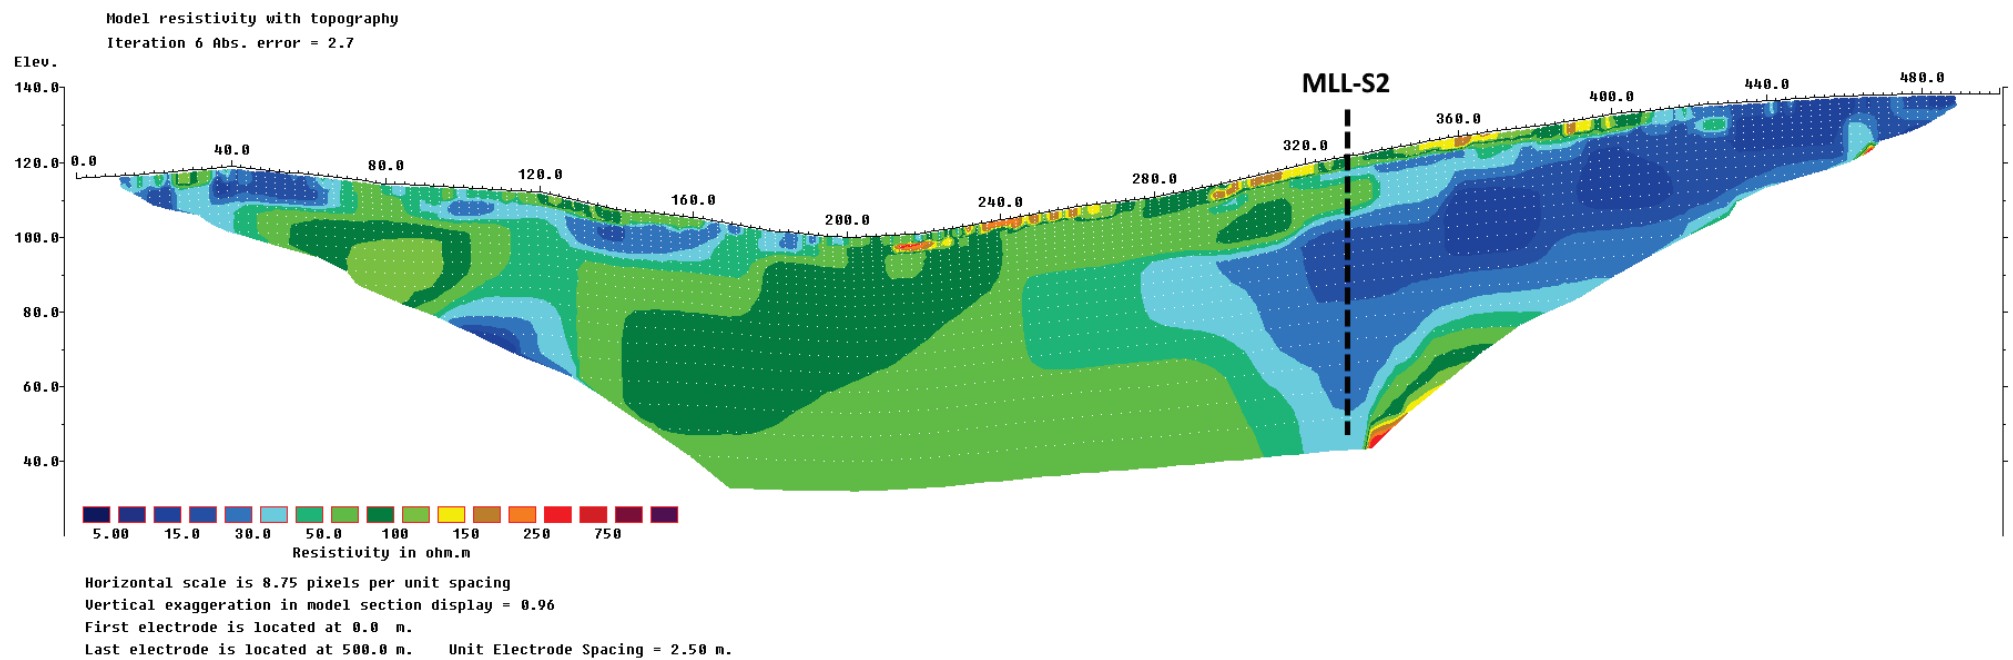 Model resistivity with topography
Iteration 6 Abs. error = 2.7
Elev.
MLL-S2
140.0
120.0
100.0
80.0
60.0
40.0
0.0 40.0 80.0 120.0 160.0 200.0 240.0 280.0 320.0 360.0 400.0 440.0 480.0
5.00 15.0 30.0 50.0 100 150 250 750
Resistivity in ohm.m
Horizontal scale is 8.75 pixels per unit spacing
Vertical exaggeration in model section display = 0.96
First electrode is located at 0.0 m.
Last electrode is located at 500.0 m. Unit Electrode Spacing = 2.50 m.